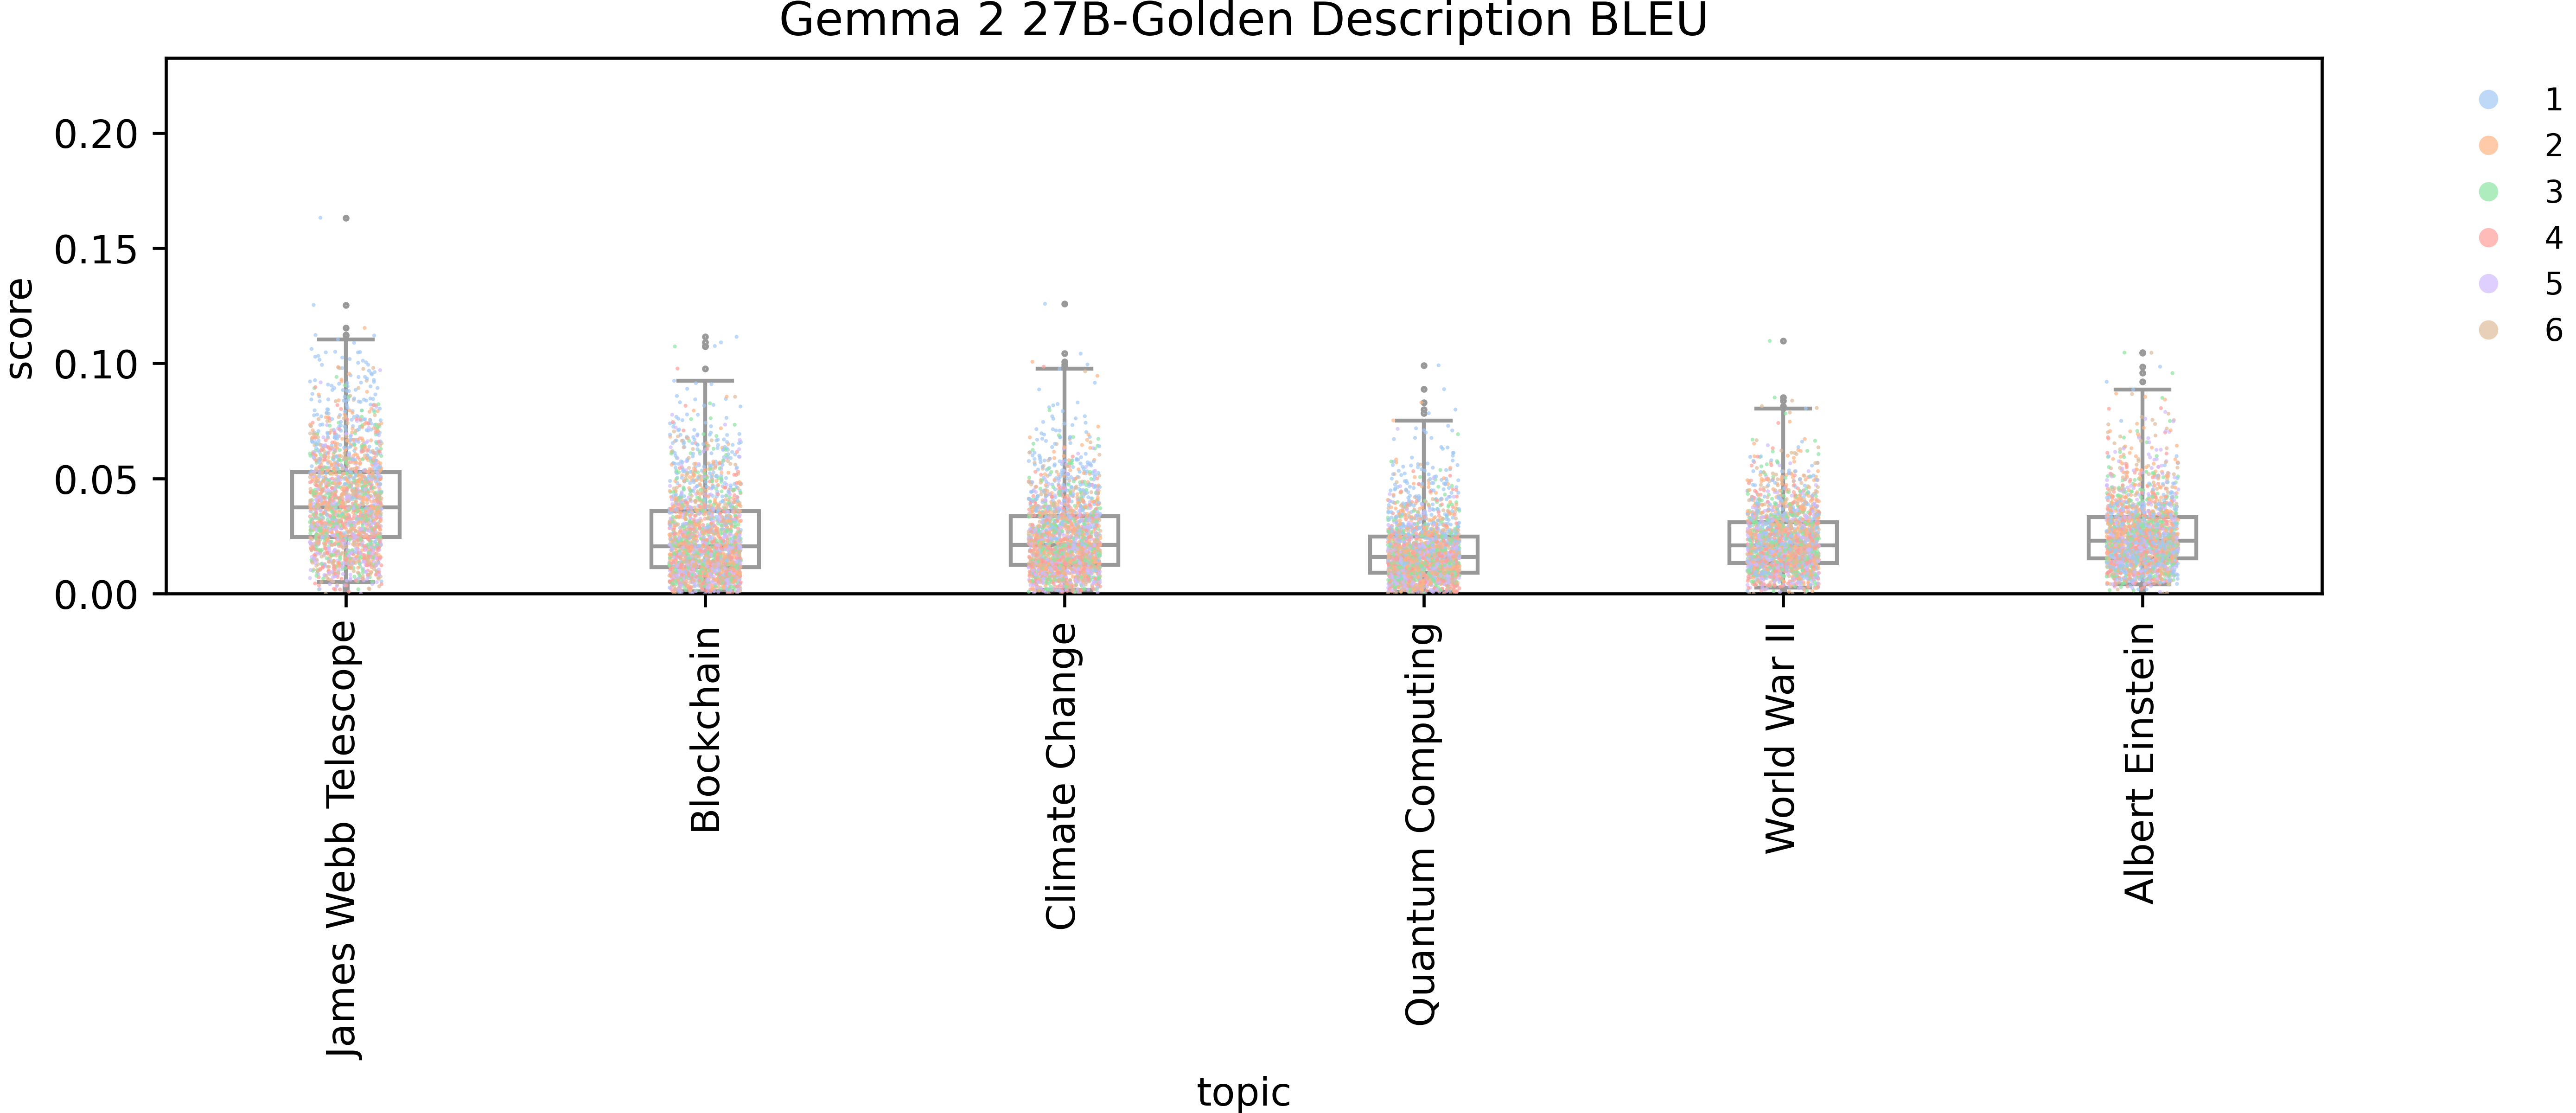 Gemma 2 27B-Golden Description BLEU
score
0.20
0.15
0.10
0.05
0.00
James Webb Telescope
Blockchain
Climate Change
Quantum Computing
World War II
Albert Einstein
topic
1
2
3
4
5
6